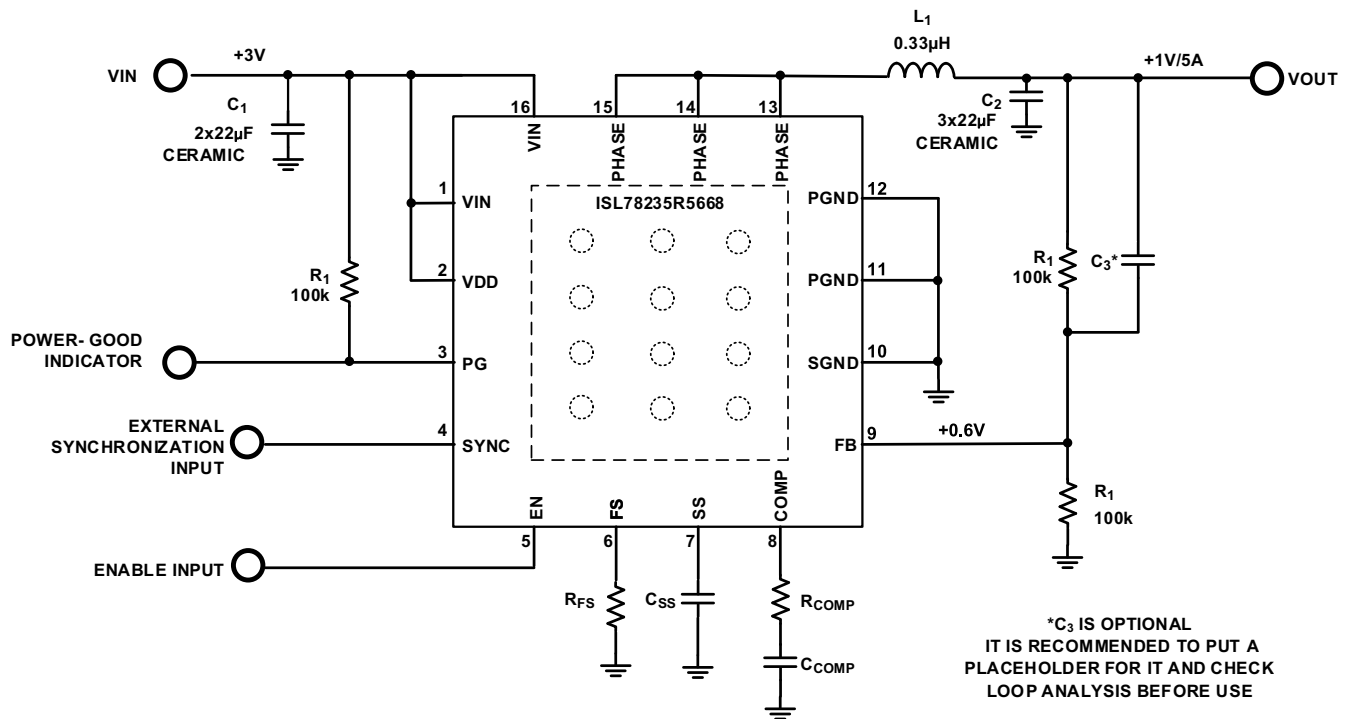 L1
0.33µH
+3V
+1V/5A
VIN
VOUT
C1
2x22µF
CERAMIC
C2
3x22µF
CERAMIC
16
15
14
13
VIN
PHASE
PHASE
PHASE
ISL78235R5668
1
VIN
12
PGND
2
VDD
11
PGND
R1
100k
R1
100k
C3*
POWER- GOOD
INDICATOR
3
PG
10
SGND
EXTERNAL
SYNCHRONIZATION
INPUT
4
SYNC
9
FB
+0.6V
EN
FS
SS
COMP
5
6
7
8
R1
100k
ENABLE INPUT
RFS
CSS
RCOMP
CCOMP
*C3 IS OPTIONAL
IT IS RECOMMENDED TO PUT A
PLACEHOLDER FOR IT AND CHECK
LOOP ANALYSIS BEFORE USE